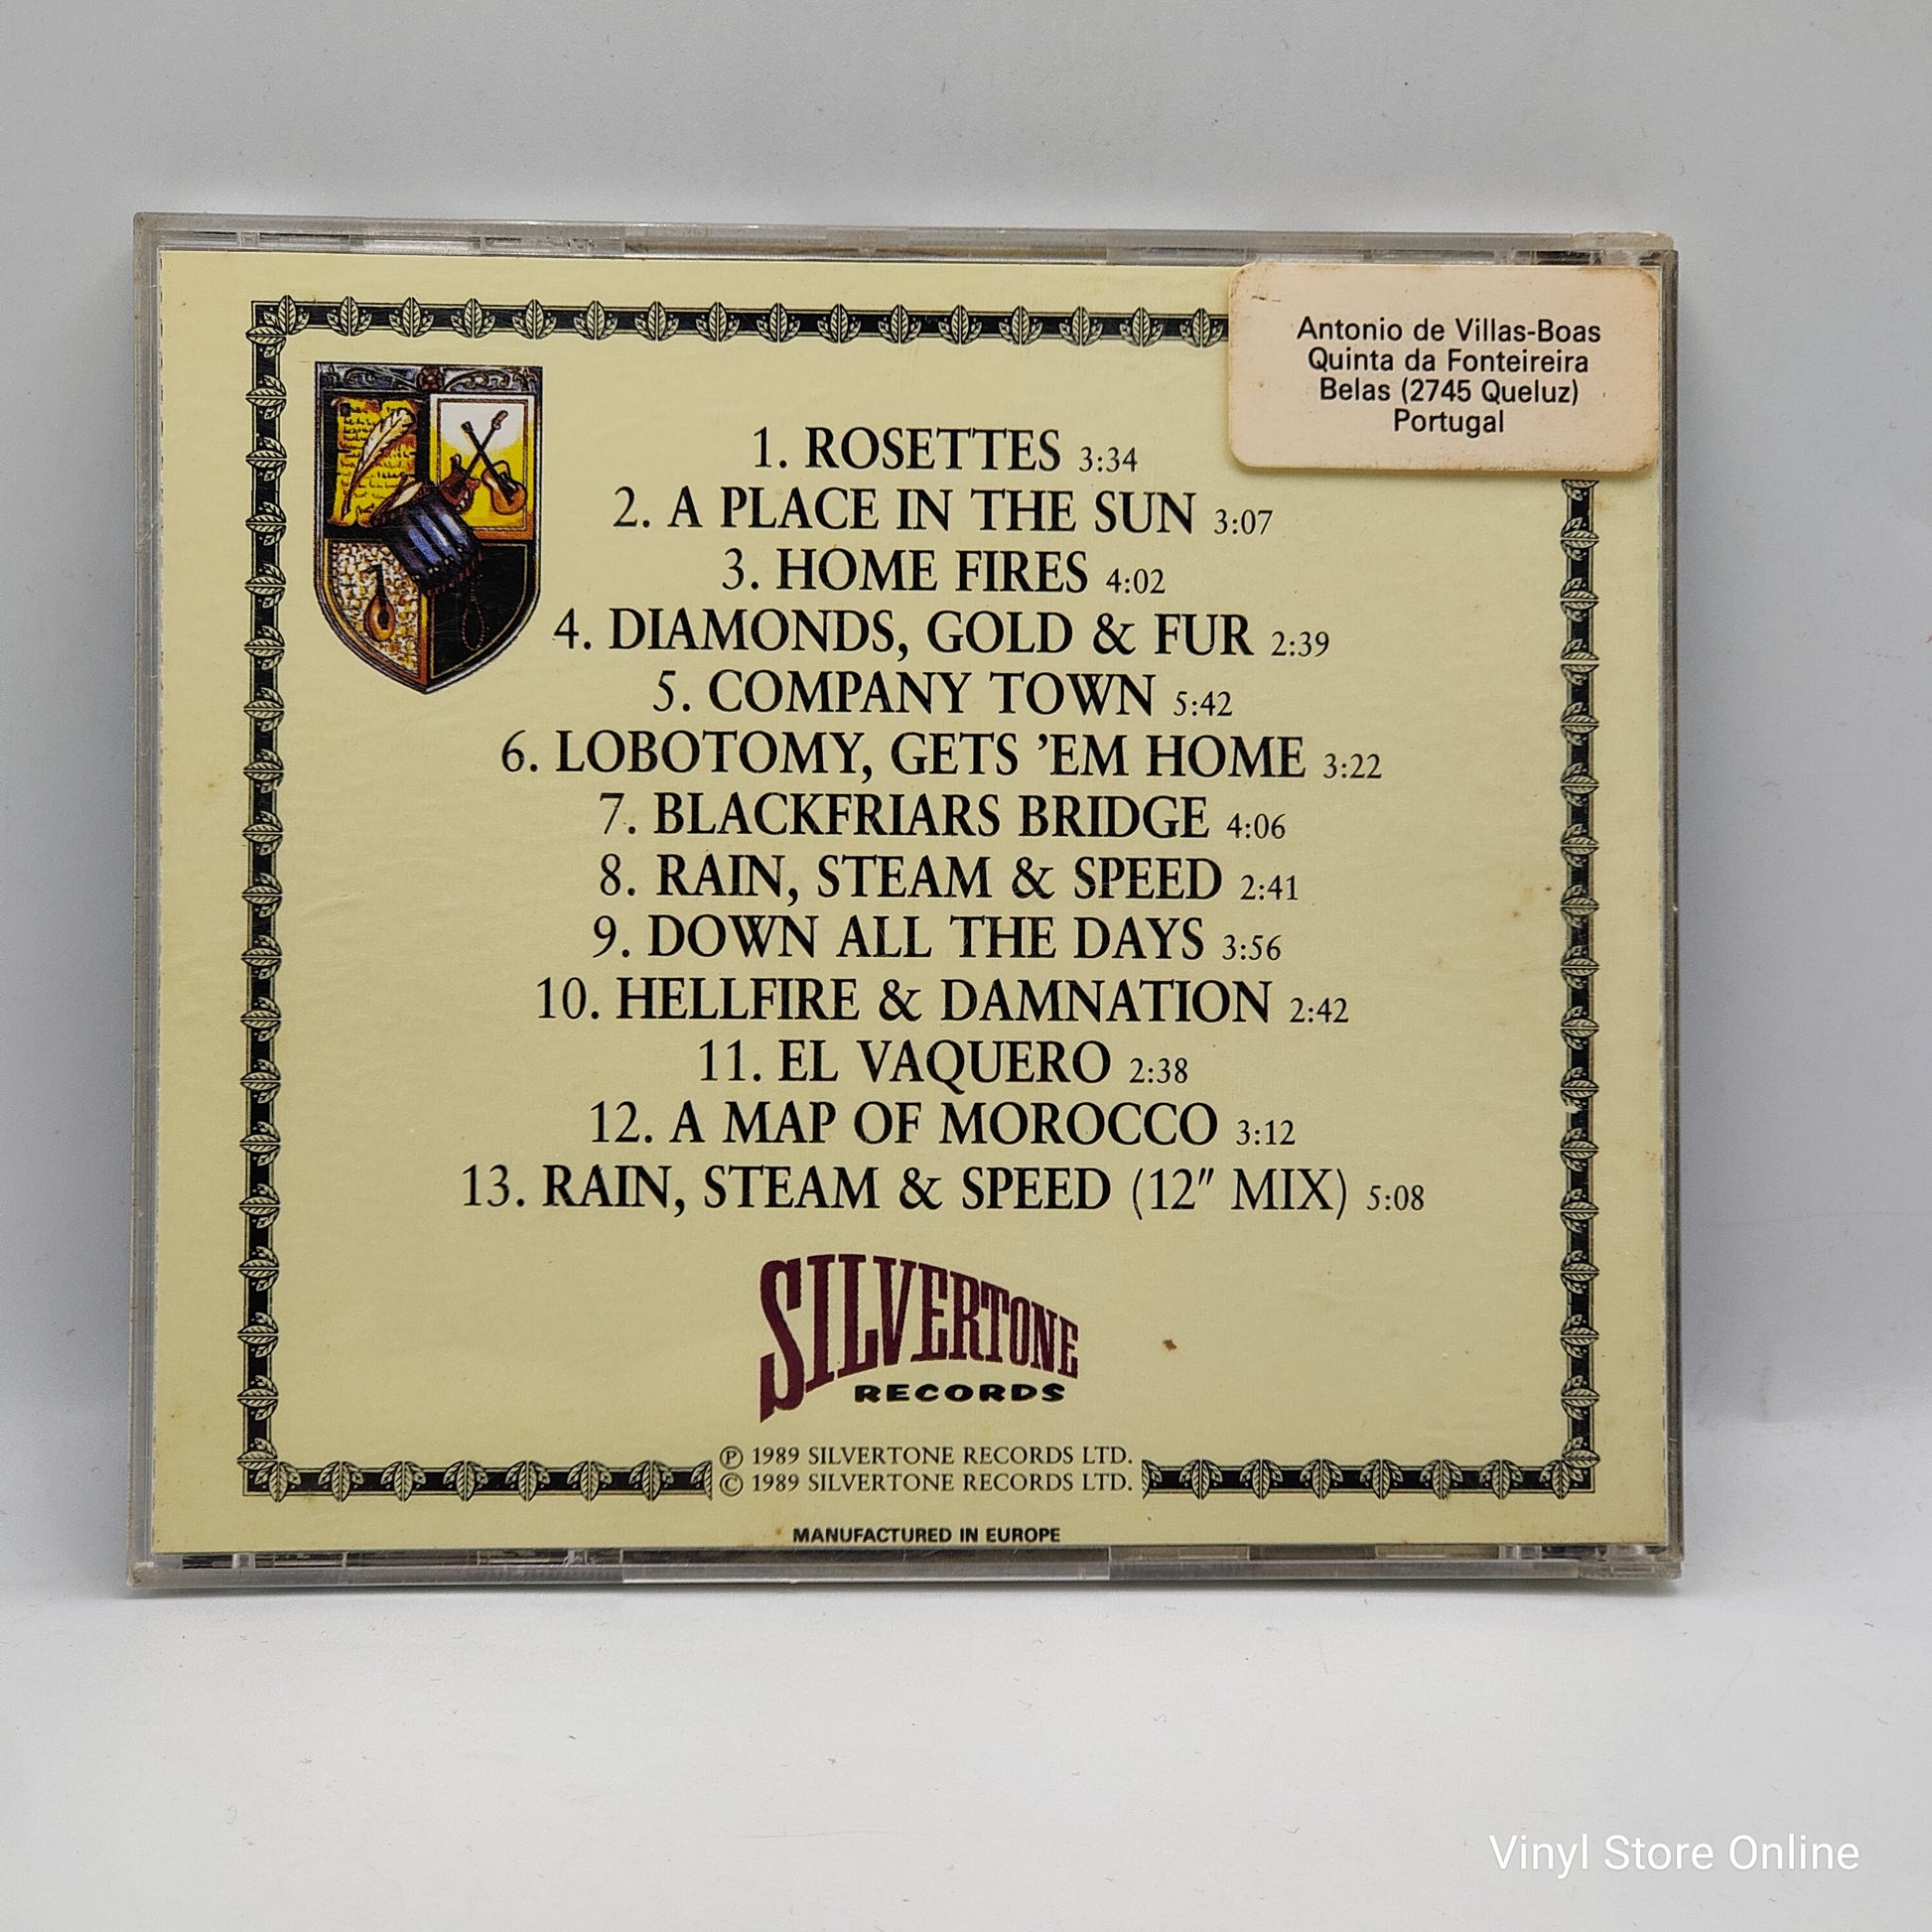 Antonio de Villas-Boas
Quinta da Fonteireira
Belas (2745 Queluz)
Portugal
1. ROSETTES 3:34
2. A PLACE IN THE SUN 3:07
3. HOME FIRES 4:02
4. DIAMONDS, GOLD & FUR 2:39
5. COMPANY TOWN 5:42
6. LOBOTOMY, GETS ’EM HOME 3:22
7. BLACKFRIARS BRIDGE 4:06
8. RAIN, STEAM & SPEED 2:41
9. DOWN ALL THE DAYS 3:56
10. HELLFIRE & DAMNATION 2:42
11. EL VAQUERO 2:38
12. A MAP OF MOROCCO 3:12
13. RAIN, STEAM & SPEED (12″ MIX) 5:08
SILVERTONE
RECORDS
℗ 1989 SILVERTONE RECORDS LTD.
© 1989 SILVERTONE RECORDS LTD.
MANUFACTURED IN EUROPE
Vinyl Store Online